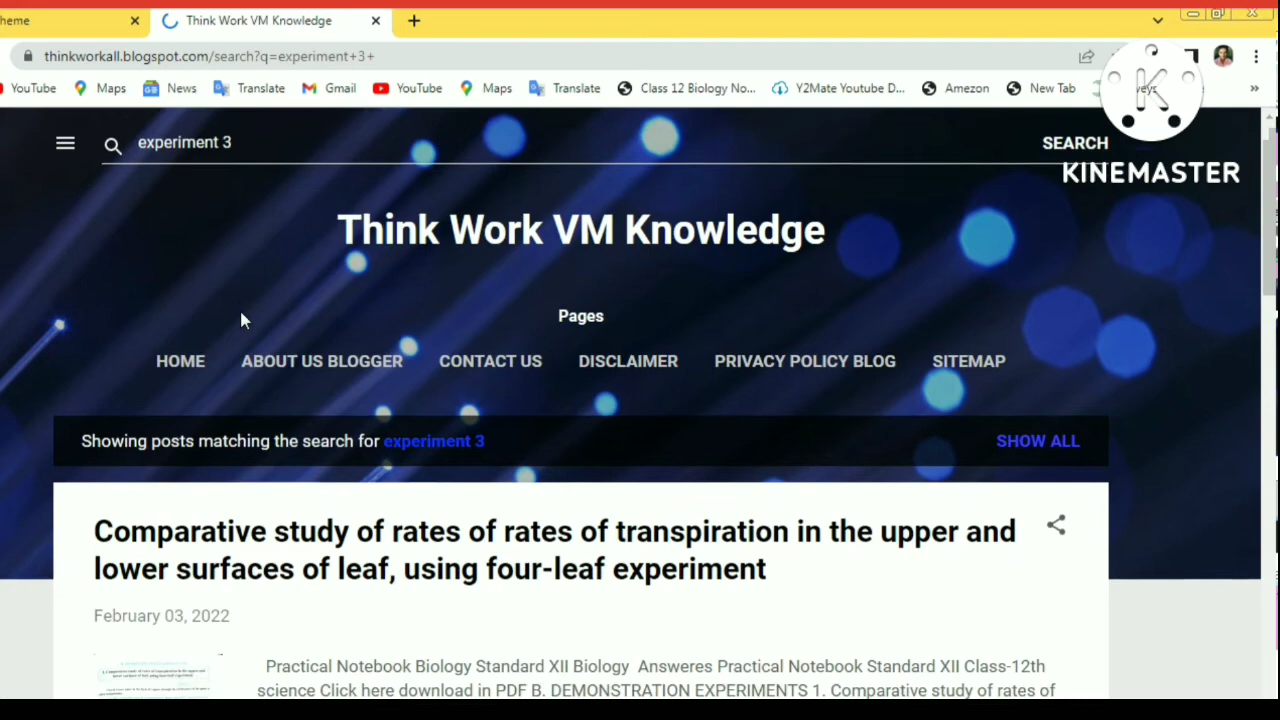 heme
Think Work VM Knowledge
thinkworkall.blogspot.com/search?q=experiment+3+
YouTube Maps News Translate Gmail YouTube Maps Translate Class 12 Biology No... Y2Mate Youtube D... Amazon New Tab
experiment 3
SEARCH
K
KINEMASTER
Think Work VM Knowledge
Pages
HOME ABOUT US BLOGGER CONTACT US DISCLAIMER PRIVACY POLICY BLOG SITEMAP
Showing posts matching the search for experiment 3 SHOW ALL
Comparative study of rates of rates of transpiration in the upper and
lower surfaces of leaf, using four-leaf experiment
February 03, 2022
Practical Notebook Biology Standard XII Biology Answeres Practical Notebook Standard XII Class-12th
science Click here download in PDF B. DEMONSTRATION EXPERIMENTS 1. Comparative study of rates of